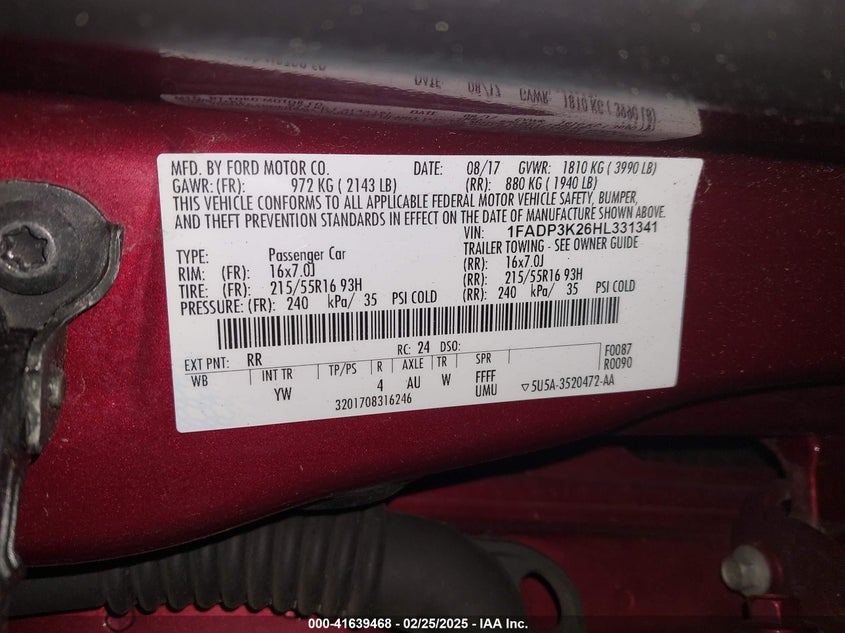 MFD. BY FORD MOTOR CO. DATE: 08/17 GVWR: 1810 KG ( 3990 LB)
GAWR: (FR): 972 KG ( 2143 LB) (RR): 880 KG ( 1940 LB)
THIS VEHICLE CONFORMS TO ALL APPLICABLE FEDERAL MOTOR VEHICLE SAFETY, BUMPER,
AND THEFT PREVENTION STANDARDS IN EFFECT ON THE DATE OF MANUFACTURE SHOWN ABOVE.
VIN: 1FADP3K26HL331341
TYPE: Passenger Car TRAILER TOWING - SEE OWNER GUIDE
RIM: (FR): 16x7.0J (RR): 16x7.0J
TIRE: (FR): 215/55R16 93H (RR): 215/55R16 93H
PRESSURE: (FR): 240 kPa/ 35 PSI COLD (RR): 240 kPa/ 35 PSI COLD
EXT PNT: RR RC: 24 DSO: F0087
WB INT TR TP/PS R AXLE TR SPR R0090
YW 4 AU W FFFF
UMU ▽5U5A-3520472-AA
3201708316246
000-41639468 - 02/25/2025 - IAA Inc.